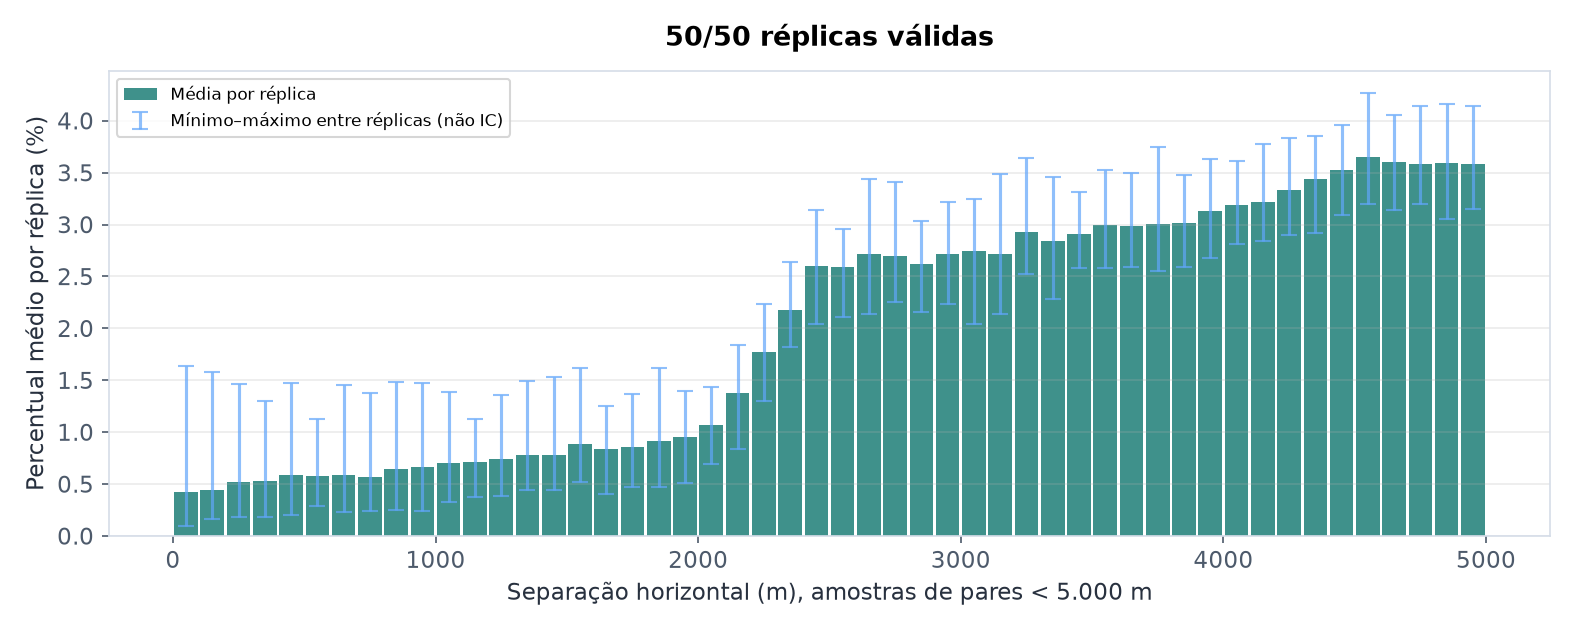 50/50 réplicas válidas
Média por réplica
Mínimo–máximo entre réplicas (não IC)
Percentual médio por réplica (%)
4.0
3.5
3.0
2.5
2.0
1.5
1.0
0.5
0.0
0 1000 2000 3000 4000 5000
Separação horizontal (m), amostras de pares < 5.000 m